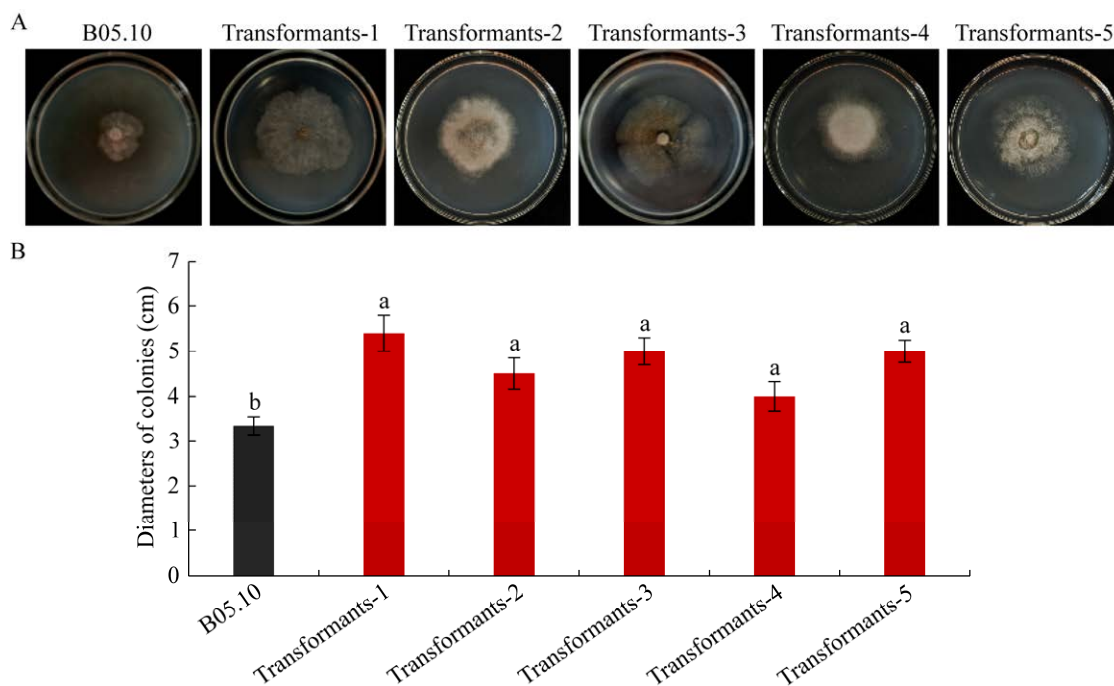 A
B05.10 Transformants-1 Transformants-2 Transformants-3 Transformants-4 Transformants-5
B
Diameters of colonies (cm)
7
6
5
4
3
2
1
0
b a a a a a
B05.10 Transformants-1 Transformants-2 Transformants-3 Transformants-4 Transformants-5